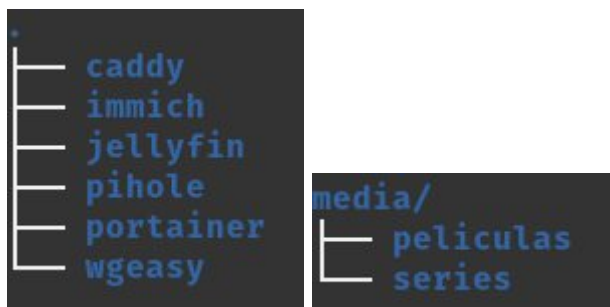 .
caddy
immich
jellyfin
pihole
portainer
wgeasy
media/
peliculas
series